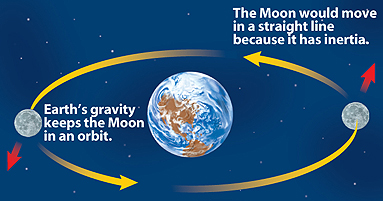 The Moon would move
in a straight line
because it has inertia.
Earth's gravity
keeps the Moon
in an orbit.